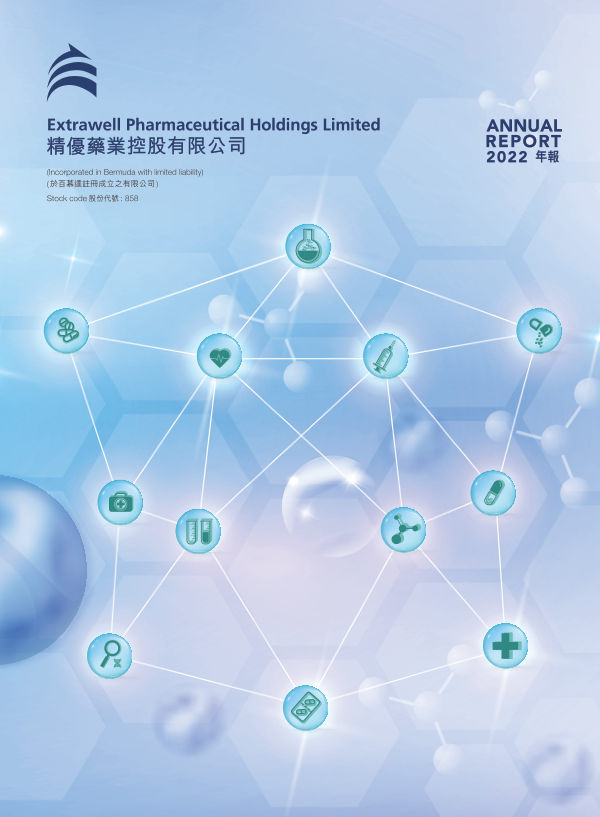 Extrawell Pharmaceutical Holdings Limited
精優藥業控股有限公司
(Incorporated in Bermuda with limited liability)
(於百慕達註冊成立之有限公司)
Stock code 股份代號 : 858
ANNUAL
REPORT
2022 年報